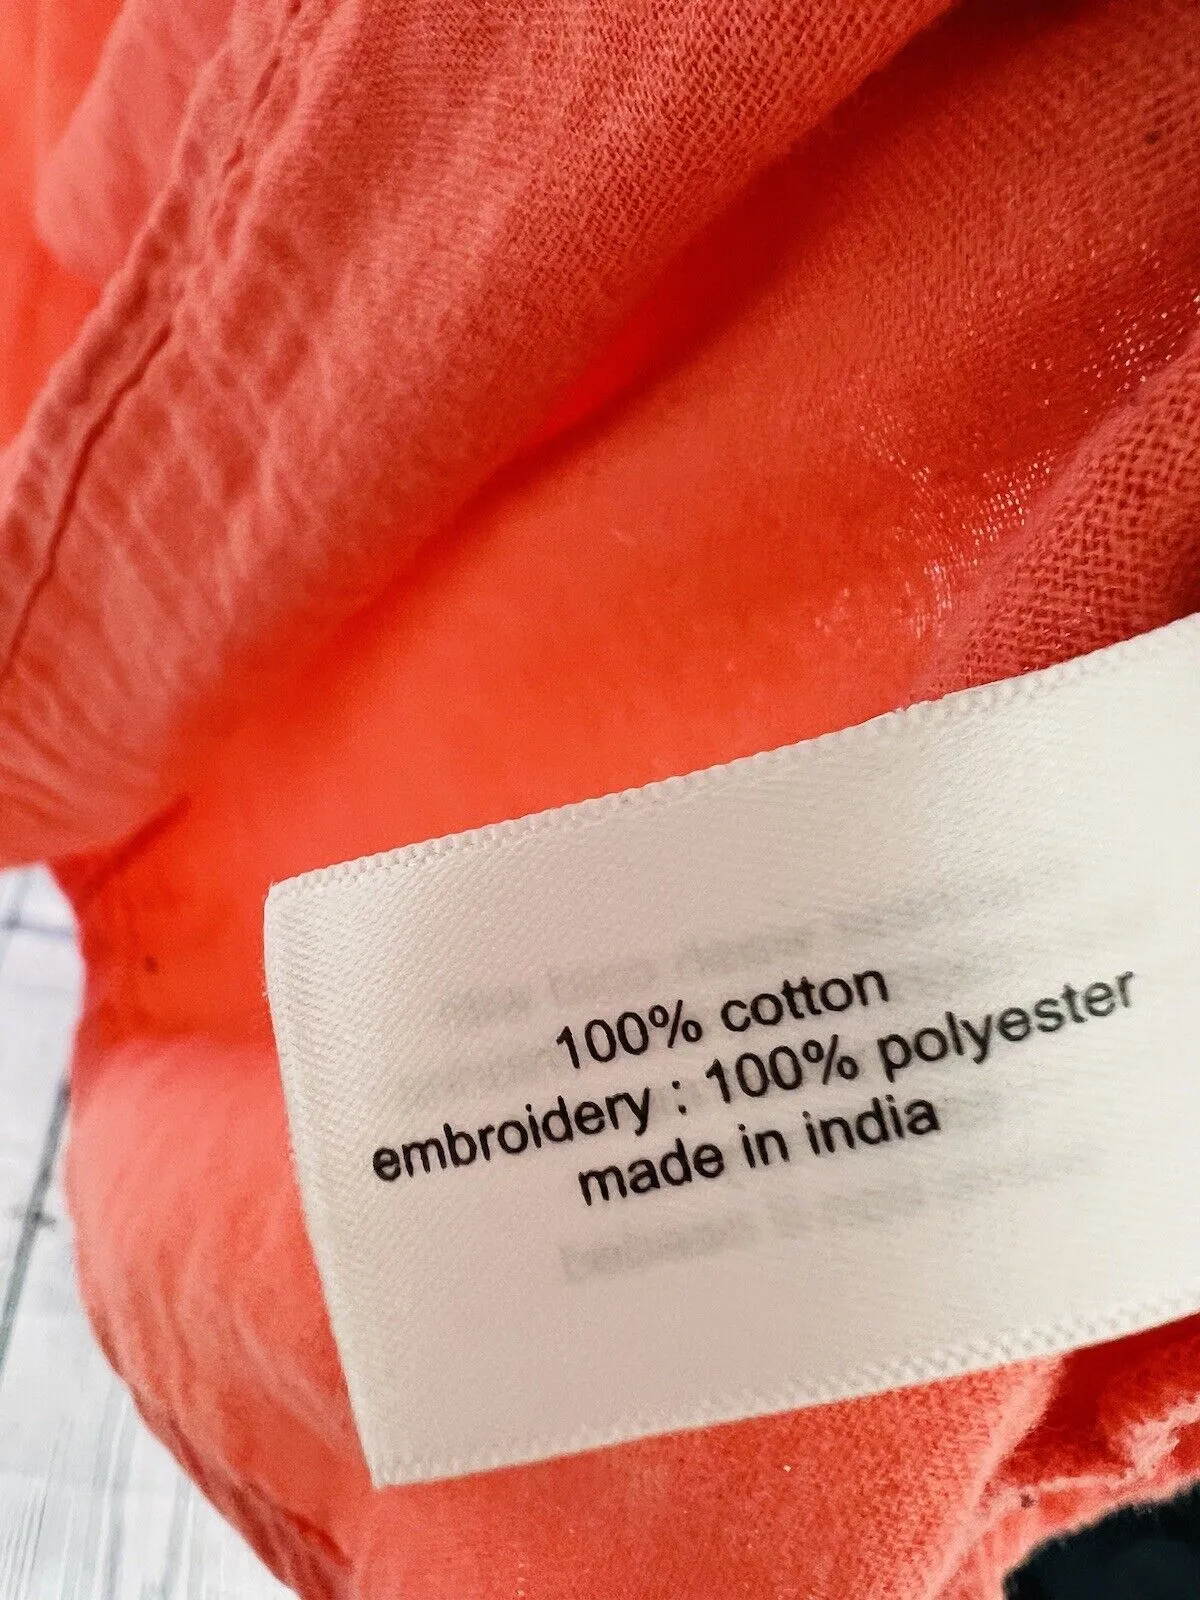 100% cotton
embroidery : 100% polyester
made in india